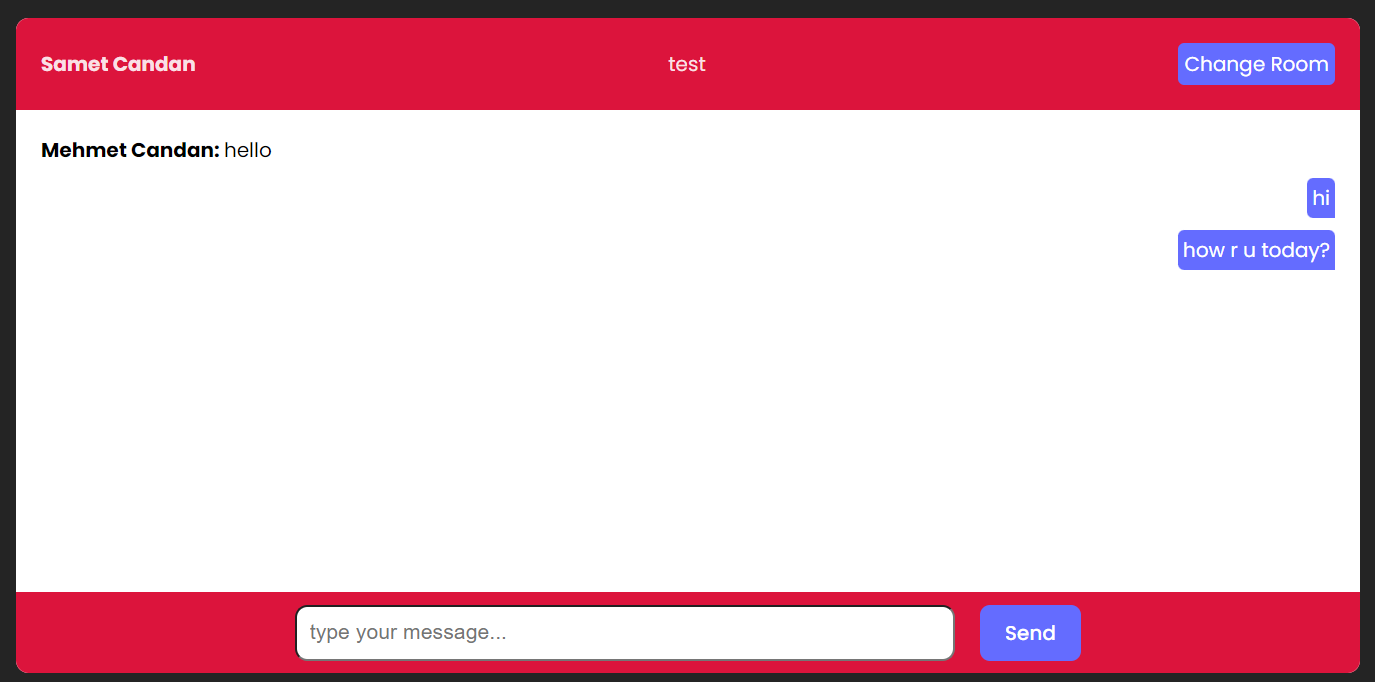 Samet Candan
test
Change Room
Mehmet Candan: hello
hi
how r u today?
type your message...
Send